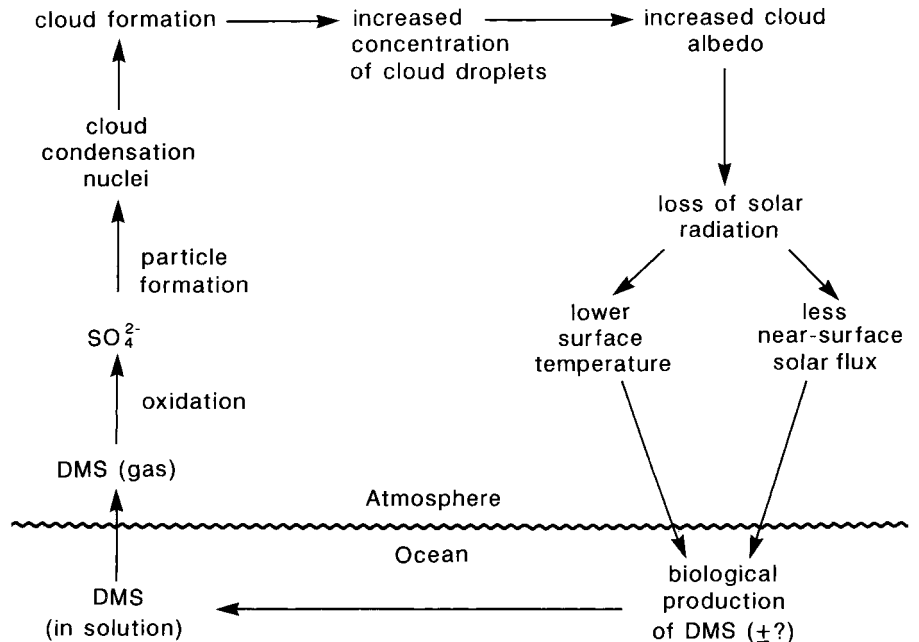 cloud formation
increased
concentration
of cloud droplets
increased cloud
albedo
cloud
condensation
nuclei
loss of solar
radiation
particle
formation
lower
surface
temperature
less
near-surface
solar flux
SO₄²⁻
oxidation
DMS (gas)
Atmosphere
Ocean
DMS
(in solution)
biological
production
of DMS (±?)